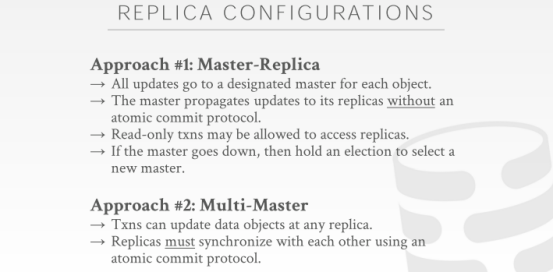 REPLICA CONFIGURATIONS
Approach #1: Master-Replica
→ All updates go to a designated master for each object.
→ The master propagates updates to its replicas without an
atomic commit protocol.
→ Read-only txns may be allowed to access replicas.
→ If the master goes down, then hold an election to select a
new master.
Approach #2: Multi-Master
→ Txns can update data objects at any replica.
→ Replicas must synchronize with each other using an
atomic commit protocol.